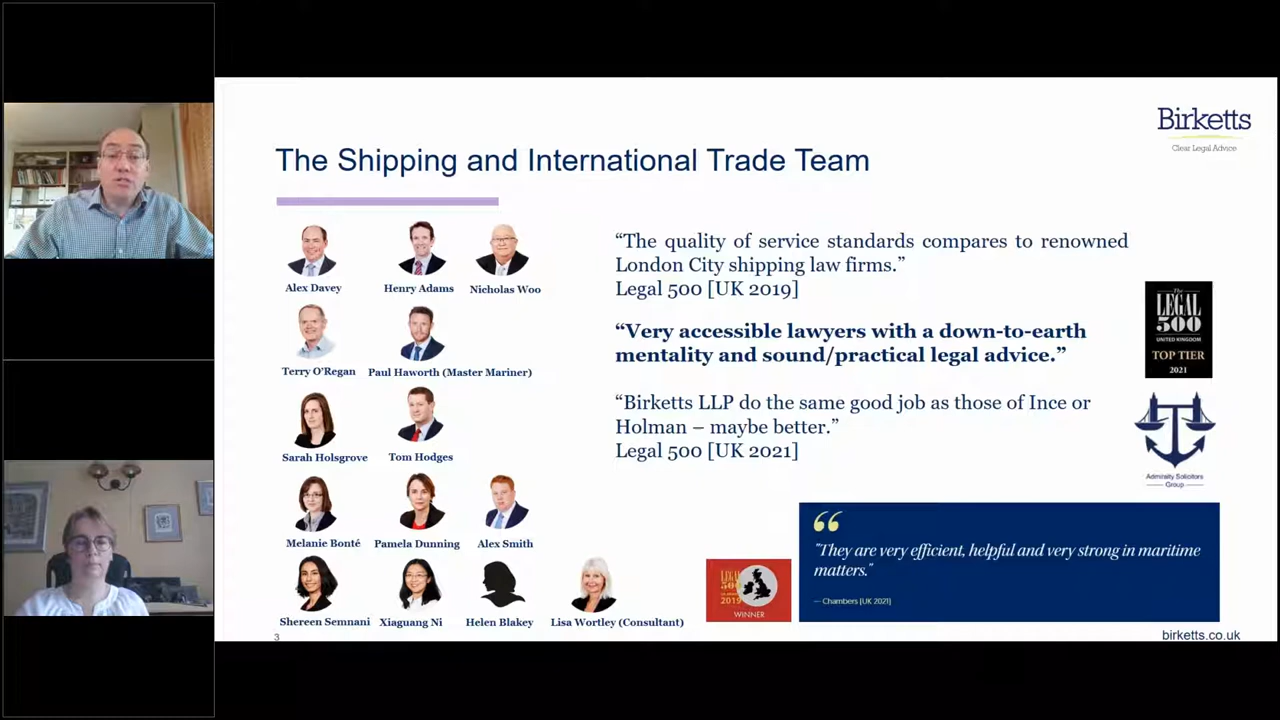 Birketts
Clear Legal Advice
The Shipping and International Trade Team
Alex Davey
Henry Adams
Nicholas Woo
Terry O'Regan
Paul Haworth (Master Mariner)
Sarah Holsgrove
Tom Hodges
Melanie Bonté
Pamela Dunning
Alex Smith
Shereen Semnani
Xiaguang Ni
Helen Blakey
Lisa Wortley (Consultant)
“The quality of service standards compares to renowned
London City shipping law firms.”
Legal 500 [UK 2019]
“Very accessible lawyers with a down-to-earth
mentality and sound/practical legal advice.”
“Birketts LLP do the same good job as those of Ince or
Holman – maybe better.”
Legal 500 [UK 2021]
The
LEGAL
500
UNITED KINGDOM
TOP TIER
2021
Admiralty Solicitors
Group
LEGAL
500
2019
WINNER
“
"They are very efficient, helpful and very strong in maritime
matters."
— Chambers [UK 2021]
3
birketts.co.uk